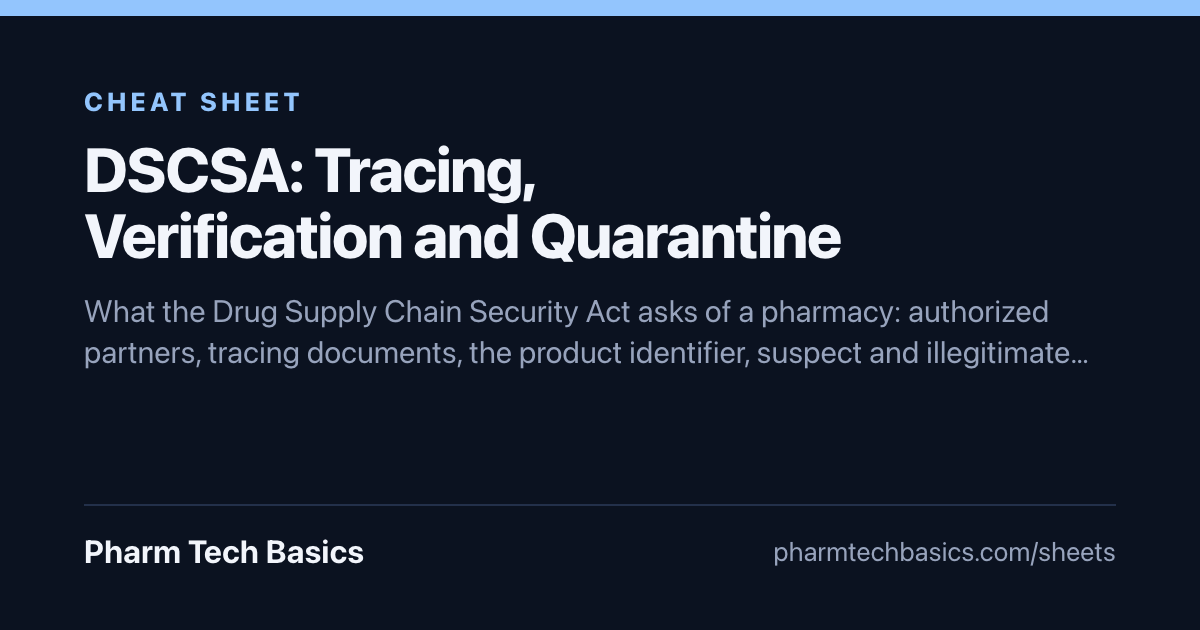 CHEAT SHEET
DSCSA: Tracing,
Verification and Quarantine
What the Drug Supply Chain Security Act asks of a pharmacy: authorized
partners, tracing documents, the product identifier, suspect and illegitimate...
Pharm Tech Basics
pharmtechbasics.com/sheets